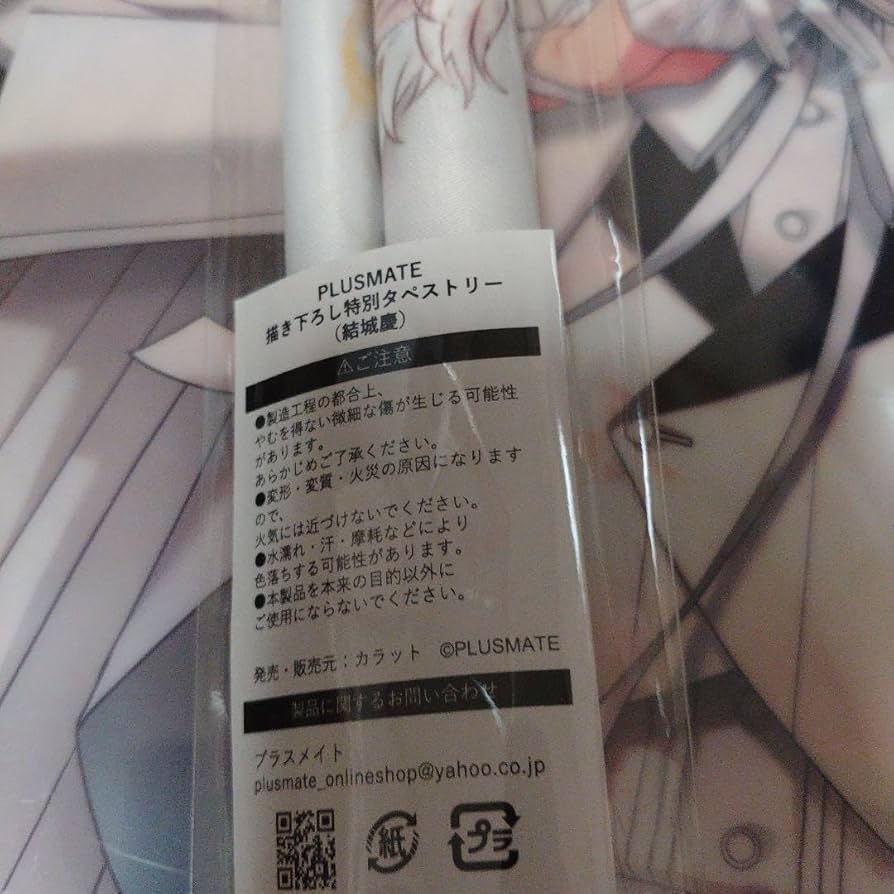 PLUSMATE
描き下ろし特別タペストリー
(結城慶)
⚠ご注意
●製造工程の都合上、
やむを得ない微細な傷が生じる可能性
があります。
あらかじめご了承ください。
●変形・変質・火災の原因になります
ので、
火気には近づけないでください。
●水濡れ・汗・摩耗などにより
色落ちする可能性があります。
●本製品を本来の目的以外に
ご使用にならないでください。
発売・販売元；カラット ©PLUSMATE
製品に関するお問い合わせ
プラスメイト
plusmate_onlineshop@yahoo.co.jp
紙
プラ